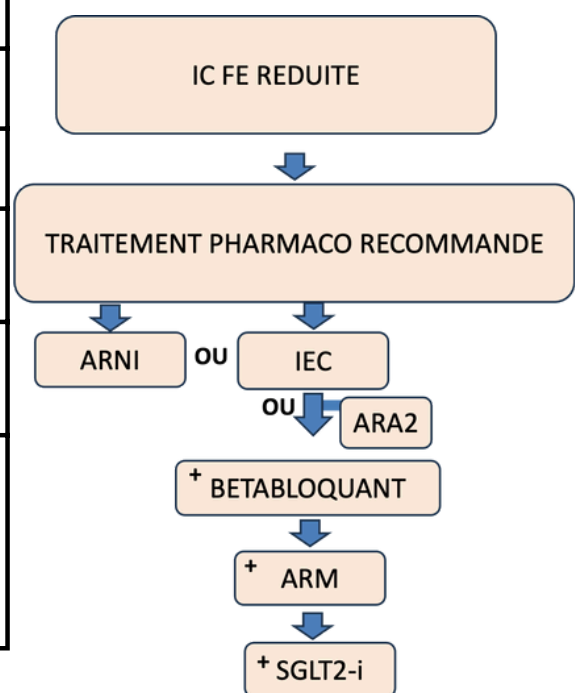 IC FE REDUITE
TRAITEMENT PHARMACO RECOMMANDE
ARNI OU IEC
OU ARA2
+ BETABLOQUANT
+ ARM
+ SGLT2-i